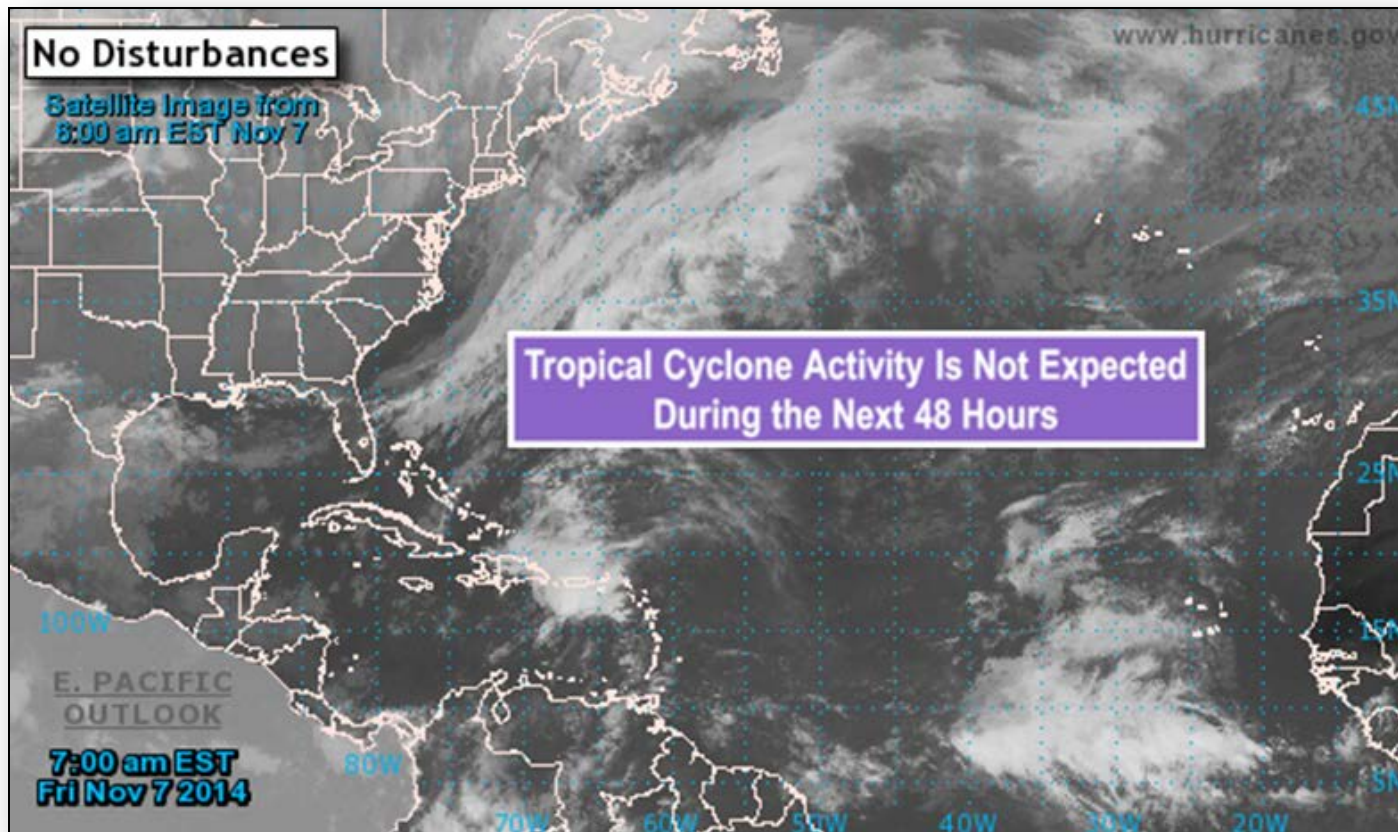 No Disturbances
www.hurricanes.gov
Satellite Image from
6:00 am EST Nov 7
45N
35N
Tropical Cyclone Activity Is Not Expected
During the Next 48 Hours
25N
100W
15N
E. PACIFIC
OUTLOOK
7:00 am EST
80W
Fri Nov 7 2014
5N
70W
60W
50W
40W
30W
20W